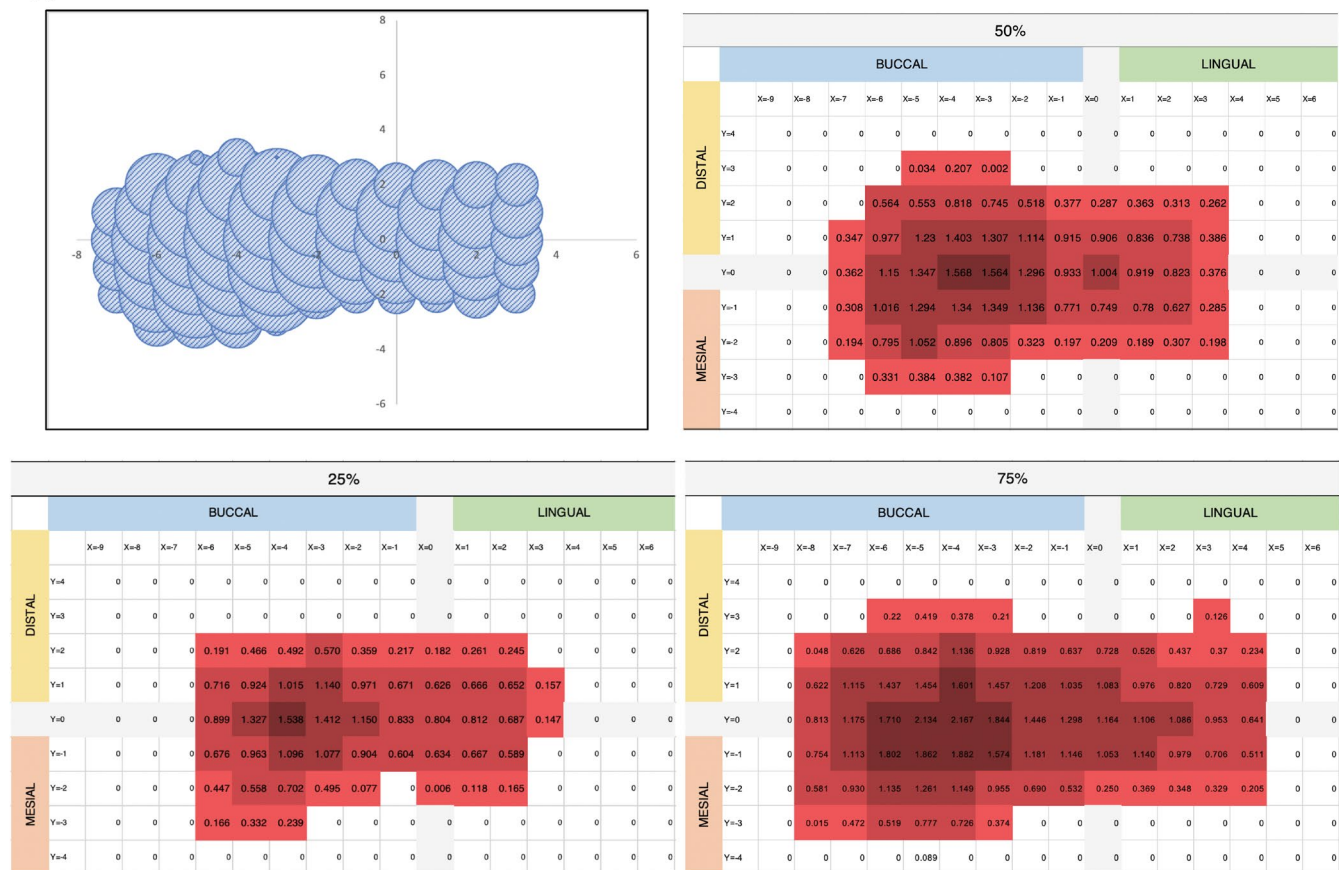 8
6
4
2
0
-8 -6 -4 -2 0 2 4 6
-2
-4
-6
50%
BUCCAL LINGUAL
X=-9 X=-8 X=-7 X=-6 X=-5 X=-4 X=-3 X=-2 X=-1 X=0 X=1 X=2 X=3 X=4 X=5 X=6
DISTAL
Y=4 0 0 0 0 0 0 0 0 0 0 0 0 0 0 0 0
Y=3 0 0 0 0 0.034 0.207 0.002 0 0 0 0 0 0 0 0 0
Y=2 0 0 0 0.564 0.553 0.818 0.745 0.518 0.377 0.287 0.363 0.313 0.262 0 0 0
Y=1 0 0 0.347 0.977 1.23 1.403 1.307 1.114 0.915 0.906 0.836 0.738 0.386 0 0 0
Y=0 0 0 0.362 1.15 1.347 1.568 1.564 1.296 0.933 1.004 0.919 0.823 0.376 0 0 0
MESIAL
Y=-1 0 0 0.308 1.016 1.294 1.34 1.349 1.136 0.771 0.749 0.78 0.627 0.285 0 0 0
Y=-2 0 0 0.194 0.795 1.052 0.896 0.805 0.323 0.197 0.209 0.189 0.307 0.198 0 0 0
Y=-3 0 0 0 0.331 0.384 0.382 0.107 0 0 0 0 0 0 0 0 0
Y=-4 0 0 0 0 0 0 0 0 0 0 0 0 0 0 0 0
25%
BUCCAL LINGUAL
X=-9 X=-8 X=-7 X=-6 X=-5 X=-4 X=-3 X=-2 X=-1 X=0 X=1 X=2 X=3 X=4 X=5 X=6
DISTAL
Y=4 0 0 0 0 0 0 0 0 0 0 0 0 0 0 0 0
Y=3 0 0 0 0 0 0 0 0 0 0 0 0 0 0 0 0
Y=2 0 0 0 0.191 0.466 0.492 0.570 0.359 0.217 0.182 0.261 0.245 0 0 0 0
Y=1 0 0 0 0.716 0.924 1.015 1.140 0.971 0.671 0.626 0.666 0.652 0.157 0 0 0
Y=0 0 0 0 0.899 1.327 1.538 1.412 1.150 0.833 0.804 0.812 0.687 0.147 0 0 0
MESIAL
Y=-1 0 0 0 0.676 0.963 1.096 1.077 0.904 0.604 0.634 0.667 0.589 0 0 0 0
Y=-2 0 0 0 0.447 0.558 0.702 0.495 0.077 0 0.006 0.118 0.165 0 0 0 0
Y=-3 0 0 0 0.166 0.332 0.239 0 0 0 0 0 0 0 0 0 0
Y=-4 0 0 0 0 0 0 0 0 0 0 0 0 0 0 0 0
75%
BUCCAL LINGUAL
X=-9 X=-8 X=-7 X=-6 X=-5 X=-4 X=-3 X=-2 X=-1 X=0 X=1 X=2 X=3 X=4 X=5 X=6
DISTAL
Y=4 0 0 0 0 0 0 0 0 0 0 0 0 0 0 0 0
Y=3 0 0 0 0.22 0.419 0.378 0.21 0 0 0 0 0 0.126 0 0 0
Y=2 0 0.048 0.626 0.686 0.842 1.136 0.928 0.819 0.637 0.728 0.526 0.437 0.37 0.234 0 0
Y=1 0 0.622 1.115 1.437 1.454 1.601 1.457 1.208 1.035 1.083 0.976 0.820 0.729 0.609 0 0
Y=0 0 0.813 1.175 1.710 2.134 2.167 1.844 1.446 1.298 1.164 1.106 1.086 0.953 0.641 0 0
MESIAL
Y=-1 0 0.754 1.113 1.802 1.862 1.882 1.574 1.181 1.146 1.053 1.140 0.979 0.706 0.511 0 0
Y=-2 0 0.581 0.930 1.135 1.261 1.149 0.955 0.690 0.532 0.250 0.369 0.348 0.329 0.205 0 0
Y=-3 0 0.015 0.472 0.519 0.777 0.726 0.374 0 0 0 0 0 0 0 0 0
Y=-4 0 0 0 0 0.089 0 0 0 0 0 0 0 0 0 0 0